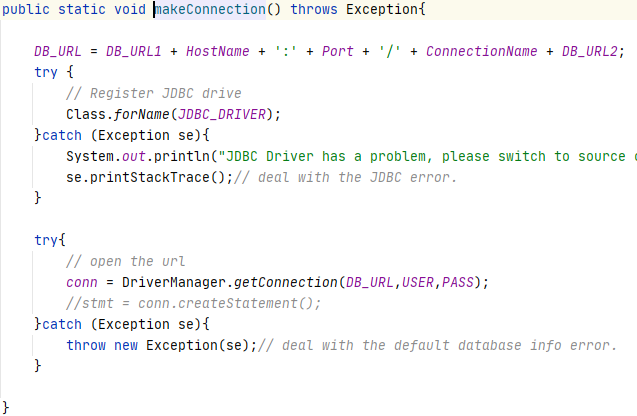 public static void makeConnection() throws Exception{
DB_URL = DB_URL1 + HostName + ':' + Port + '/' + ConnectionName + DB_URL2;
try {
// Register JDBC drive
Class.forName(JDBC_DRIVER);
}catch (Exception se){
System.out.println("JDBC Driver has a problem, please switch to source
se.printStackTrace();// deal with the JDBC error.
}
try{
// open the url
conn = DriverManager.getConnection(DB_URL,USER,PASS);
//stmt = conn.createStatement();
}catch (Exception se){
throw new Exception(se);// deal with the default database info error.
}
}